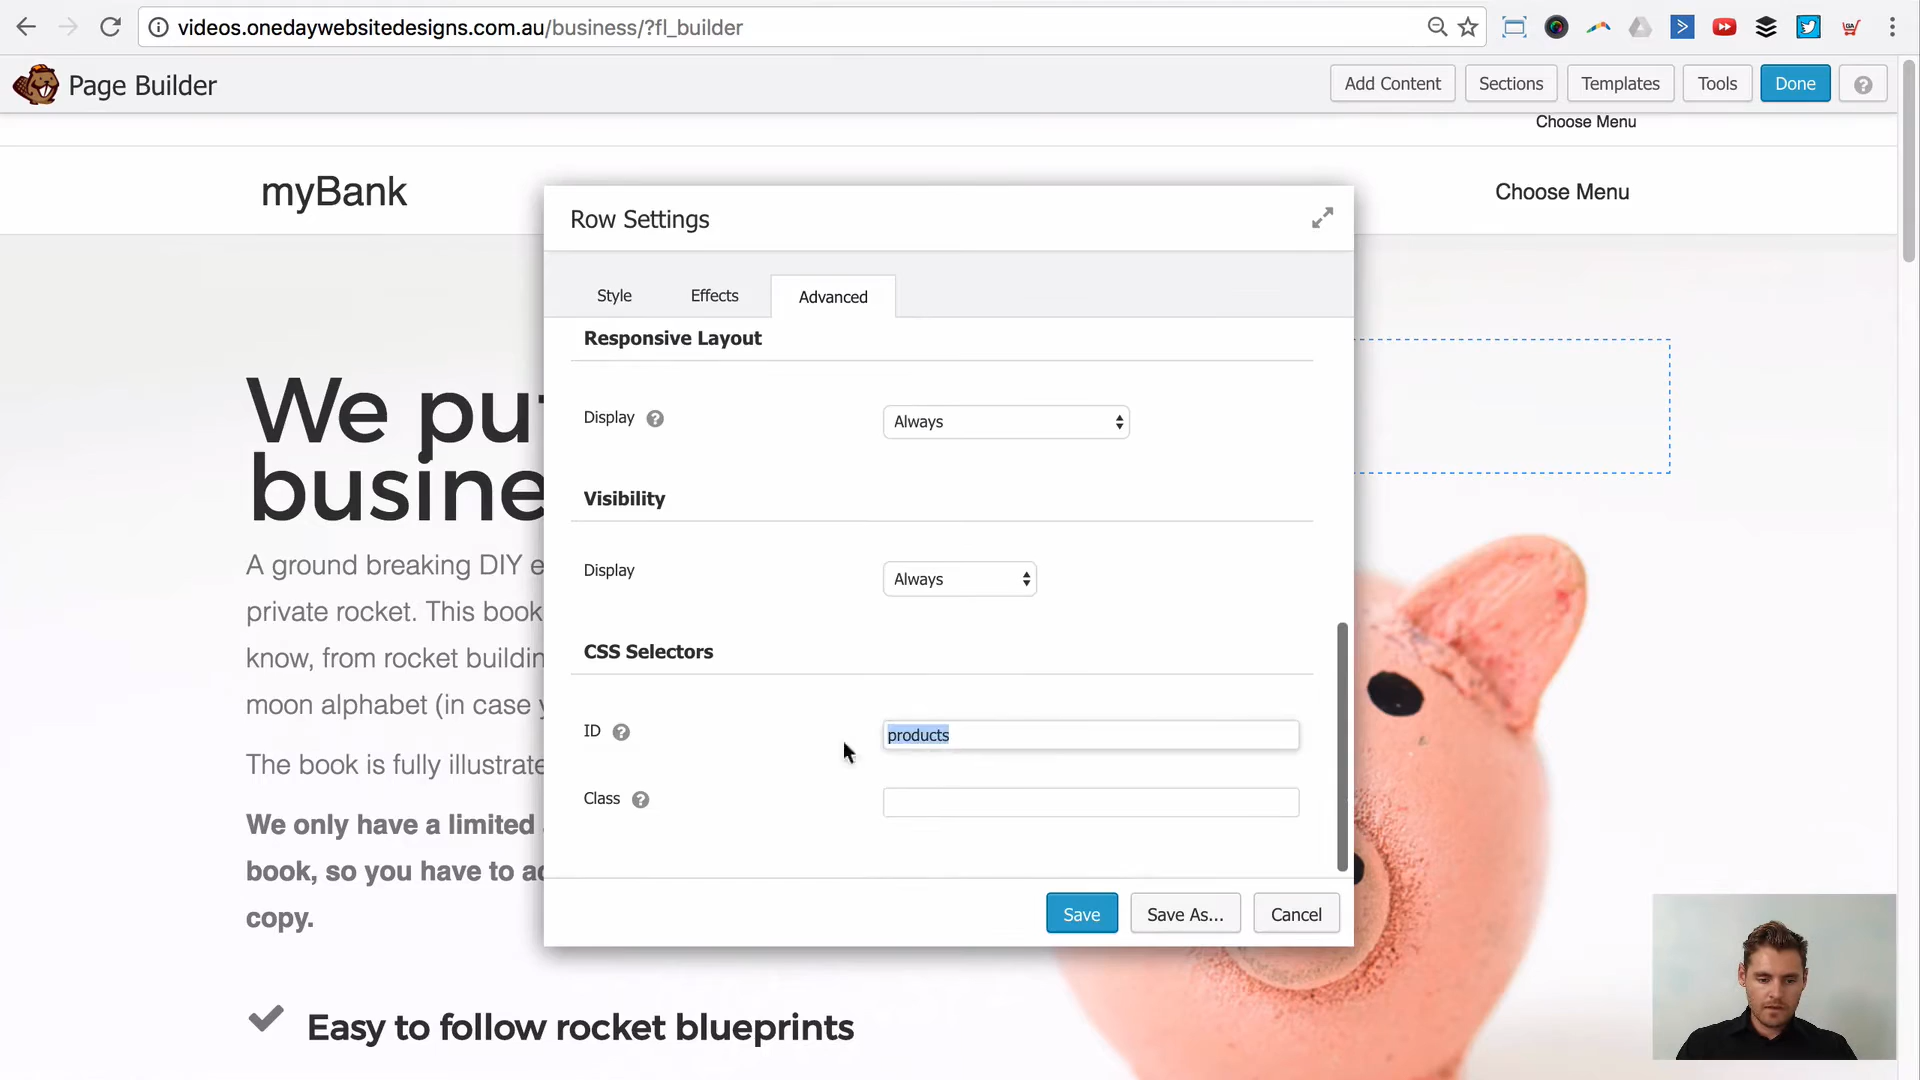 videos.onedaywebsitedesigns.com.au/business/?fl_builder
Page Builder
Add Content
Sections
Templates
Tools
Done
?
Choose Menu
myBank
Choose Menu
Row Settings
Style
Effects
Advanced
Responsive Layout
Display ?
Always
Visibility
Display
Always
CSS Selectors
ID ?
products
Class ?
Save
Save As...
Cancel
We pu
busine
A ground breaking DIY e
private rocket. This book
know, from rocket buildin
moon alphabet (in case y
The book is fully illustrate
We only have a limited
book, so you have to ac
copy.
Easy to follow rocket blueprints